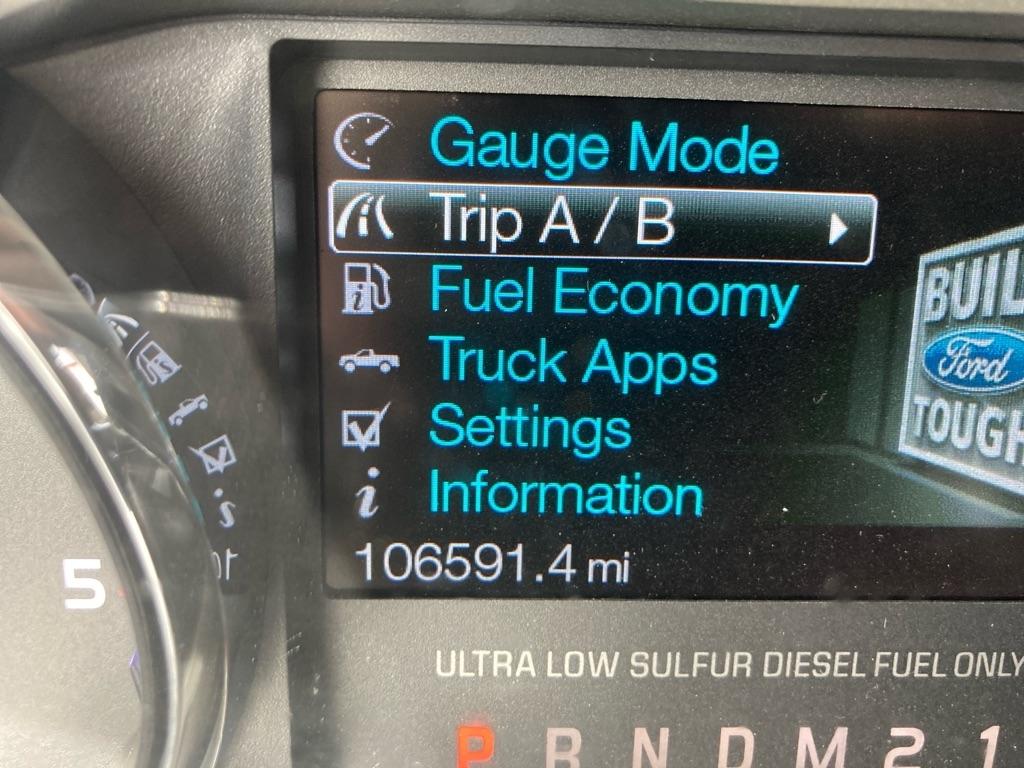 Gauge Mode
Trip A / B
Fuel Economy
Truck Apps
Settings
Information
106591.4 mi
BUIL
Ford
TOUGH
5
ULTRA LOW SULFUR DIESEL FUEL ONLY
P R N D M 2 1